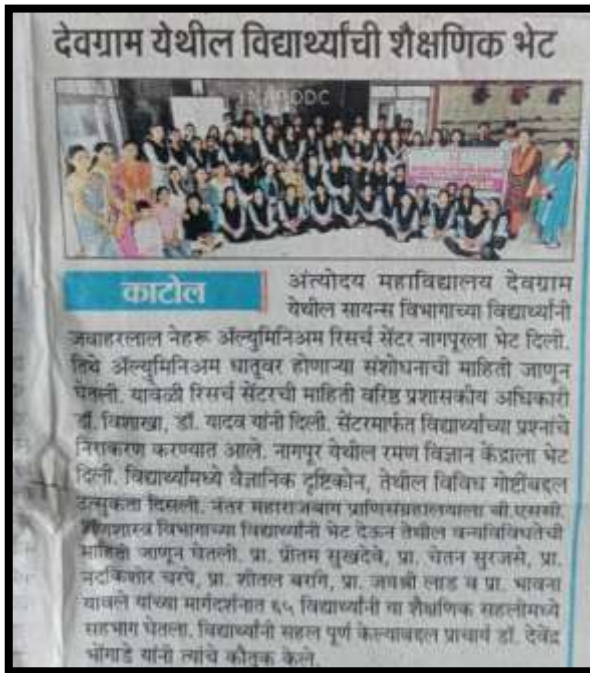 देवग्राम येथील विद्यार्थ्यांची शैक्षणिक भेट
JNARDDC
काटोल
अंत्योदय महाविद्यालय देवग्राम
येथील सायन्स विभागाच्या विद्यार्थ्यांनी
जवाहरलाल नेहरू ॲल्युमिनिअम रिसर्च सेंटर नागपूरला भेट दिली.
तिथे ॲल्युमिनिअम धातूवर होणाऱ्या संशोधनाची माहिती जाणून
घेतली. यावेळी रिसर्च सेंटरची माहिती वरिष्ठ प्रशासकीय अधिकारी
डॉ. विशाखा, डॉ. यादव यांनी दिली. सेंटरमार्फत विद्यार्थ्यांच्या प्रश्नांचे
निराकरण करण्यात आले. नागपूर येथील रमण विज्ञान केंद्राला भेट
दिली. विद्यार्थ्यांमध्ये वैज्ञानिक दृष्टिकोन, तेथील विविध गोष्टींबद्दल
उत्सुकता दिसली. नंतर महाराजबाग प्राणिसंग्रहालयाला बी.एससी.
विभागाच्या विद्यार्थ्यांनी भेट देऊन तेथील वन्यविविधतेची
माहिती जाणून घेतली. प्रा. प्रीतम सुखदेवे, प्रा. चेतन सुरजसे, प्रा.
नंदकिशोर चरपे, प्रा. शीतल बरांगे, प्रा. जयश्री लाड व प्रा. भावना
यावले यांच्या मार्गदर्शनात ६५ विद्यार्थ्यांनी या शैक्षणिक सहलीमध्ये
सहभाग घेतला. विद्यार्थ्यांनी सहल पूर्ण केल्याबद्दल प्राचार्य डॉ. देवेंद्र
भोंगाडे यांनी त्यांचे कौतुक केले.